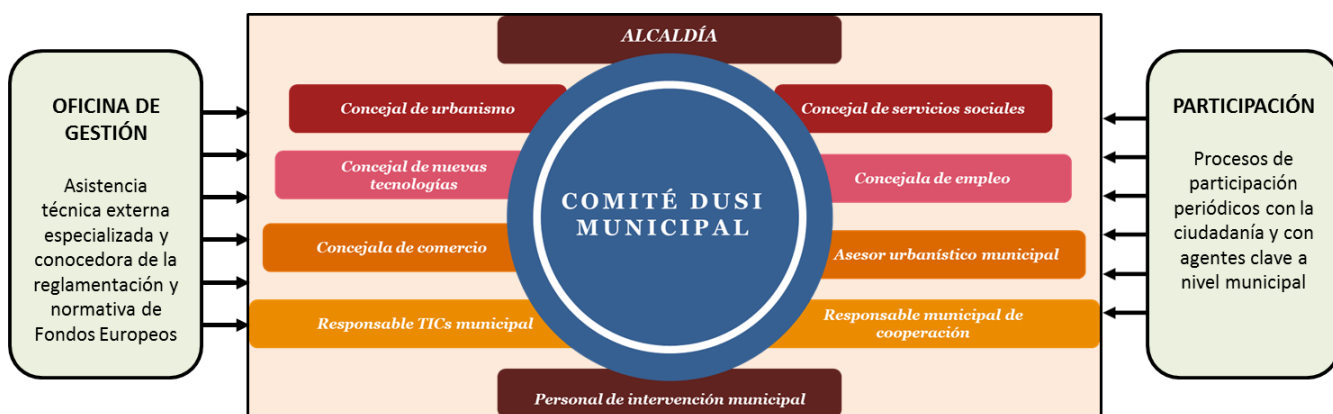 OFICINA DE
GESTIÓN
Asistencia
técnica externa
especializada y
conocedora de la
reglamentación y
normativa de
Fondos Europeos
ALCALDÍA
Concejal de urbanismo
Concejal de servicios sociales
Concejal de nuevas
tecnologías
Concejala de empleo
COMITÉ DUSI
MUNICIPAL
Concejala de comercio
Asesor urbanístico municipal
Responsable TICs municipal
Responsable municipal de
cooperación
Personal de intervención municipal
PARTICIPACIÓN
Procesos de
participación
periódicos con la
ciudadanía y con
agentes clave a
nivel municipal